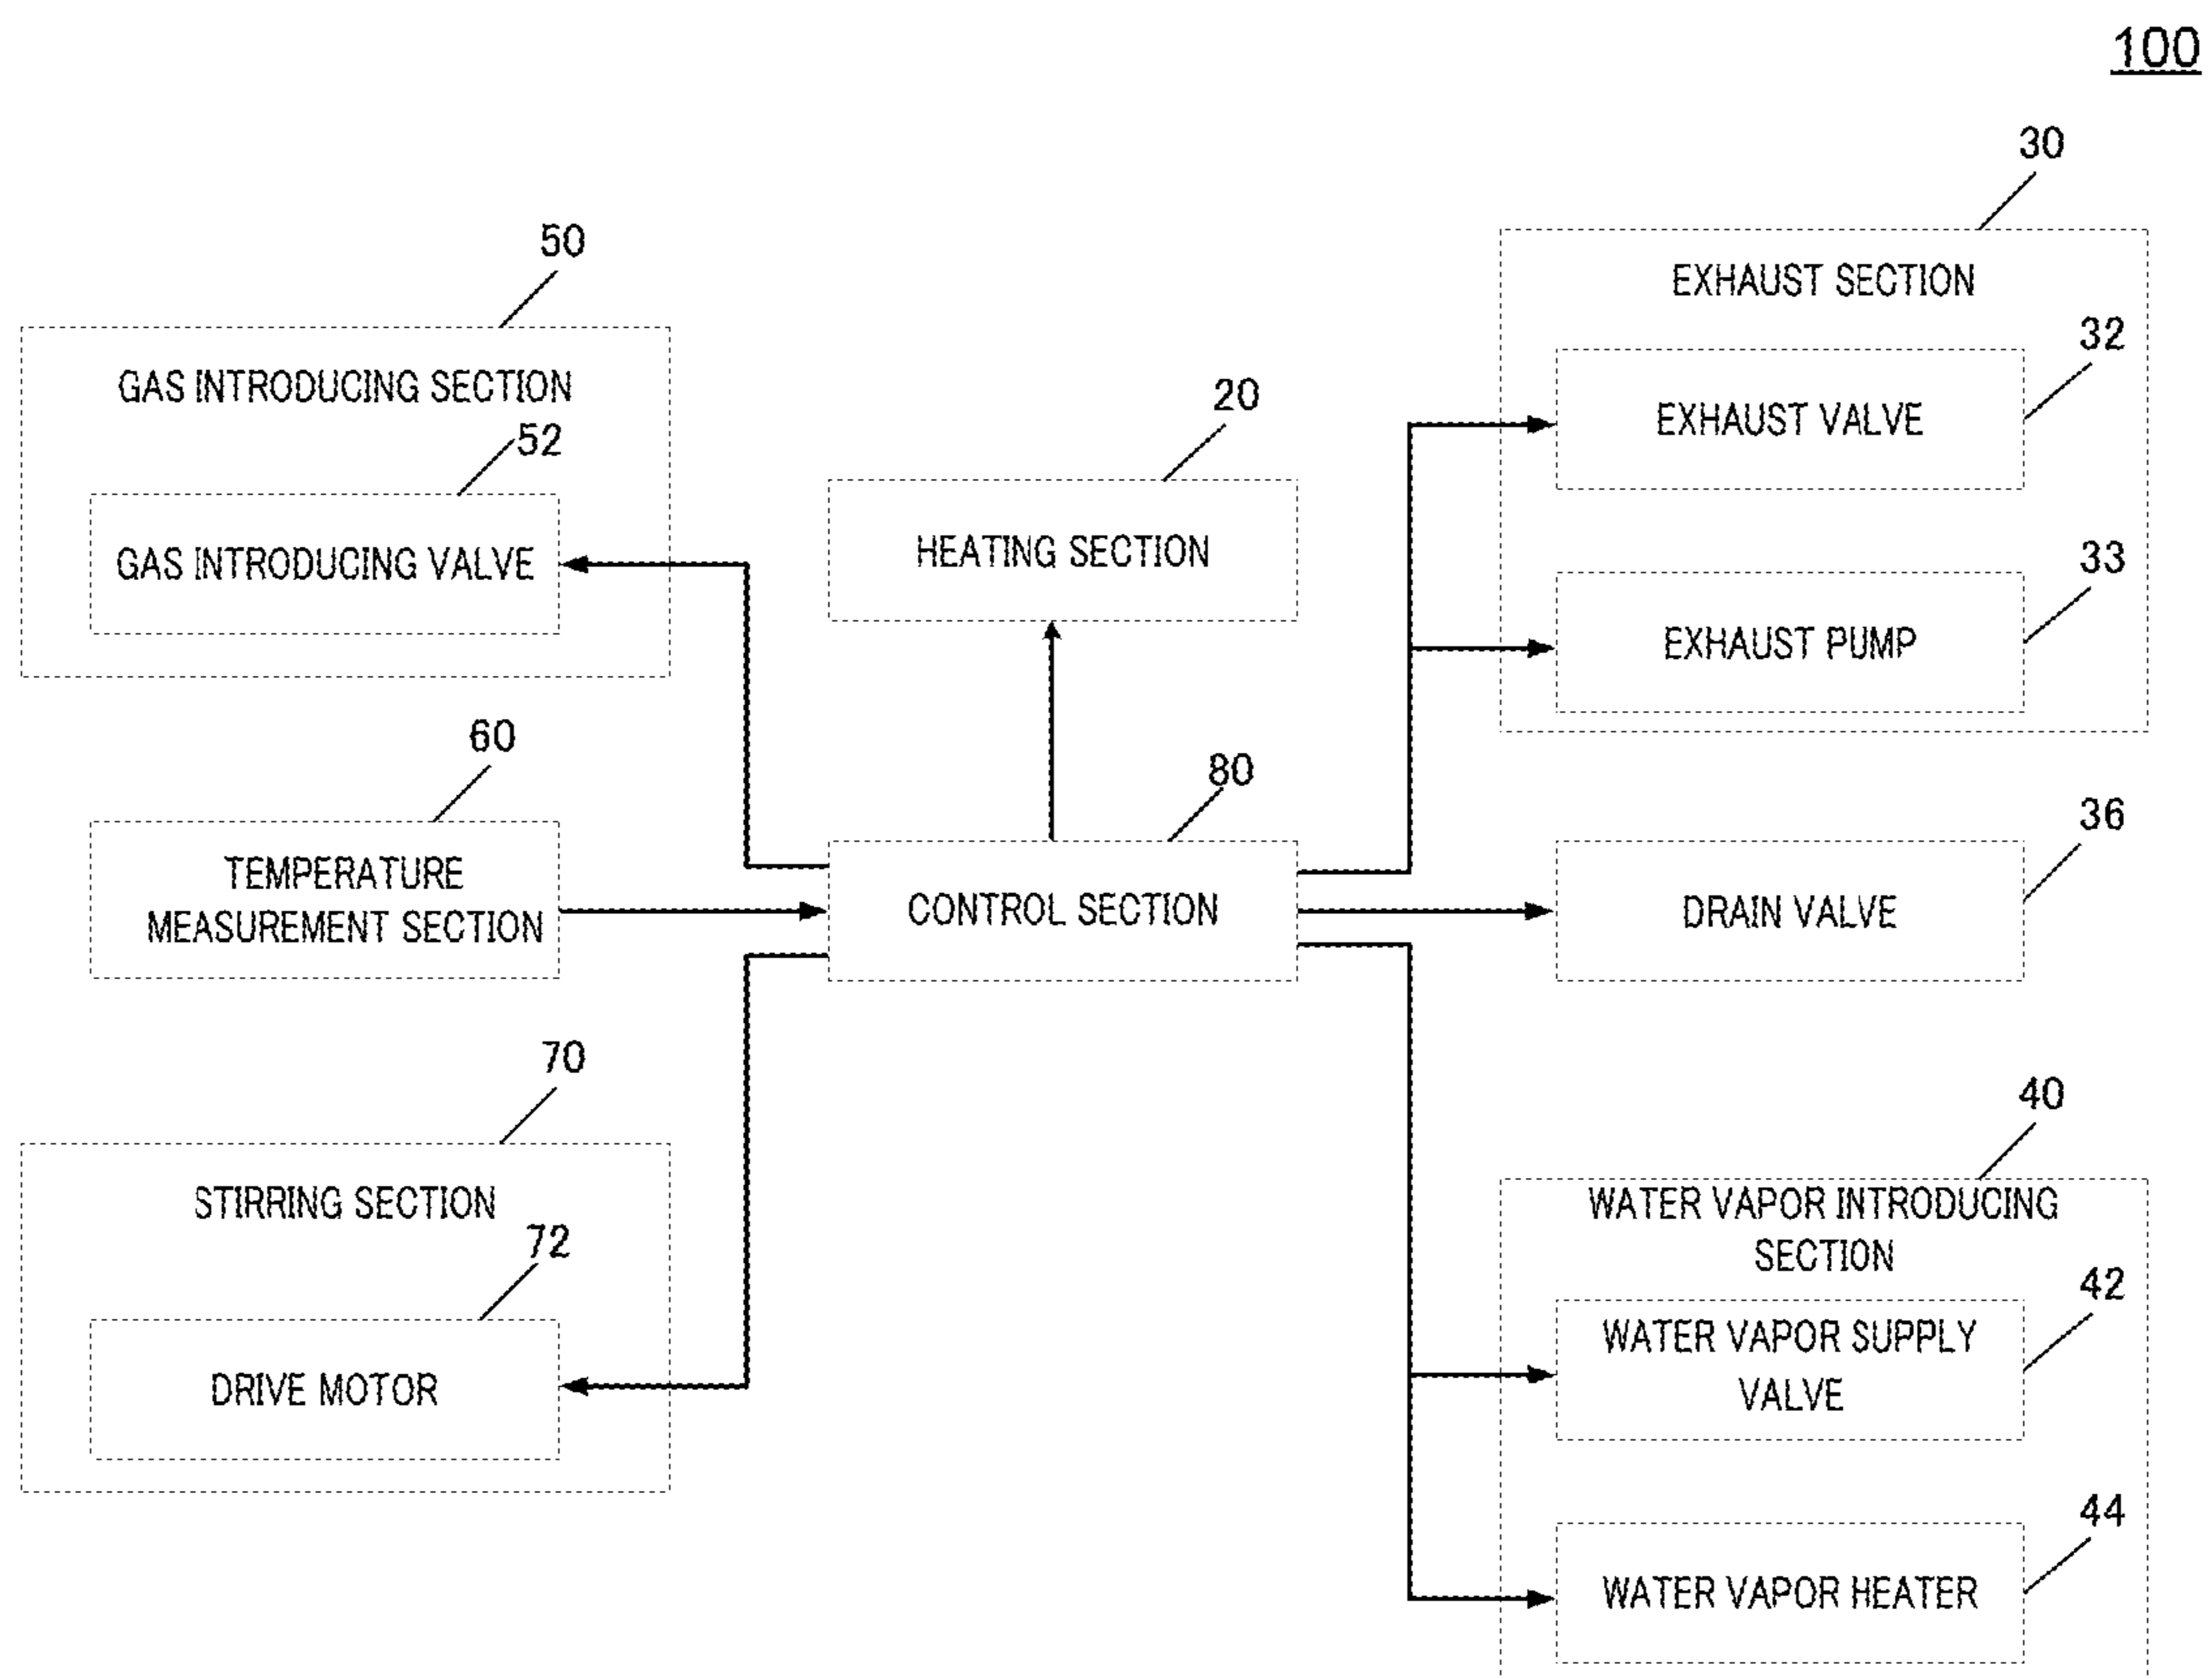 100
30
50
EXHAUST SECTION
32
GAS INTRODUCING SECTION
20
52
EXHAUST VALVE
HEATING SECTION
33
GAS INTRODUCING VALVE
EXHAUST PUMP
60
80
36
TEMPERATURE
MEASUREMENT SECTION
CONTROL SECTION
DRAIN VALVE
70
40
STIRRING SECTION
WATER VAPOR INTRODUCING
SECTION
72
42
WATER VAPOR SUPPLY
VALVE
DRIVE MOTOR
44
WATER VAPOR HEATER